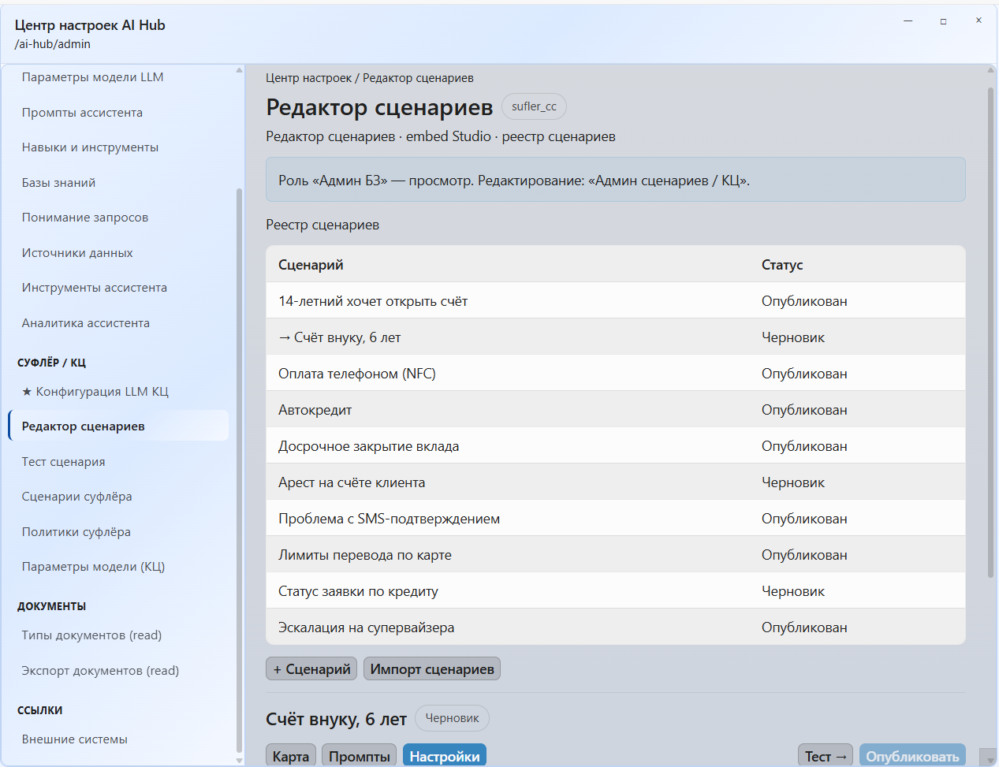 Центр настроек AI Hub
/ai-hub/admin
Параметры модели LLM
Промпты ассистента
Навыки и инструменты
Базы знаний
Понимание запросов
Источники данных
Инструменты ассистента
Аналитика ассистента
СУФЛЁР / КЦ
★ Конфигурация LLM КЦ
Редактор сценариев
Тест сценария
Сценарии суфлёра
Политики суфлёра
Параметры модели (КЦ)
ДОКУМЕНТЫ
Типы документов (read)
Экспорт документов (read)
ССЫЛКИ
Внешние системы
Центр настроек / Редактор сценариев
Редактор сценариев sufler_cc
Редактор сценариев · embed Studio · реестр сценариев
Роль «Админ БЗ» — просмотр. Редактирование: «Админ сценариев / КЦ».
Реестр сценариев
Сценарий Статус
14-летний хочет открыть счёт Опубликован
→ Счёт внуку, 6 лет Черновик
Оплата телефоном (NFC) Опубликован
Автокредит Опубликован
Досрочное закрытие вклада Опубликован
Арест на счёте клиента Черновик
Проблема с SMS-подтверждением Опубликован
Лимиты перевода по карте Опубликован
Статус заявки по кредиту Черновик
Эскалация на супервайзера Опубликован
+ Сценарий Импорт сценариев
Счёт внуку, 6 лет Черновик
Карта Промпты Настройки Тест → Опубликовать